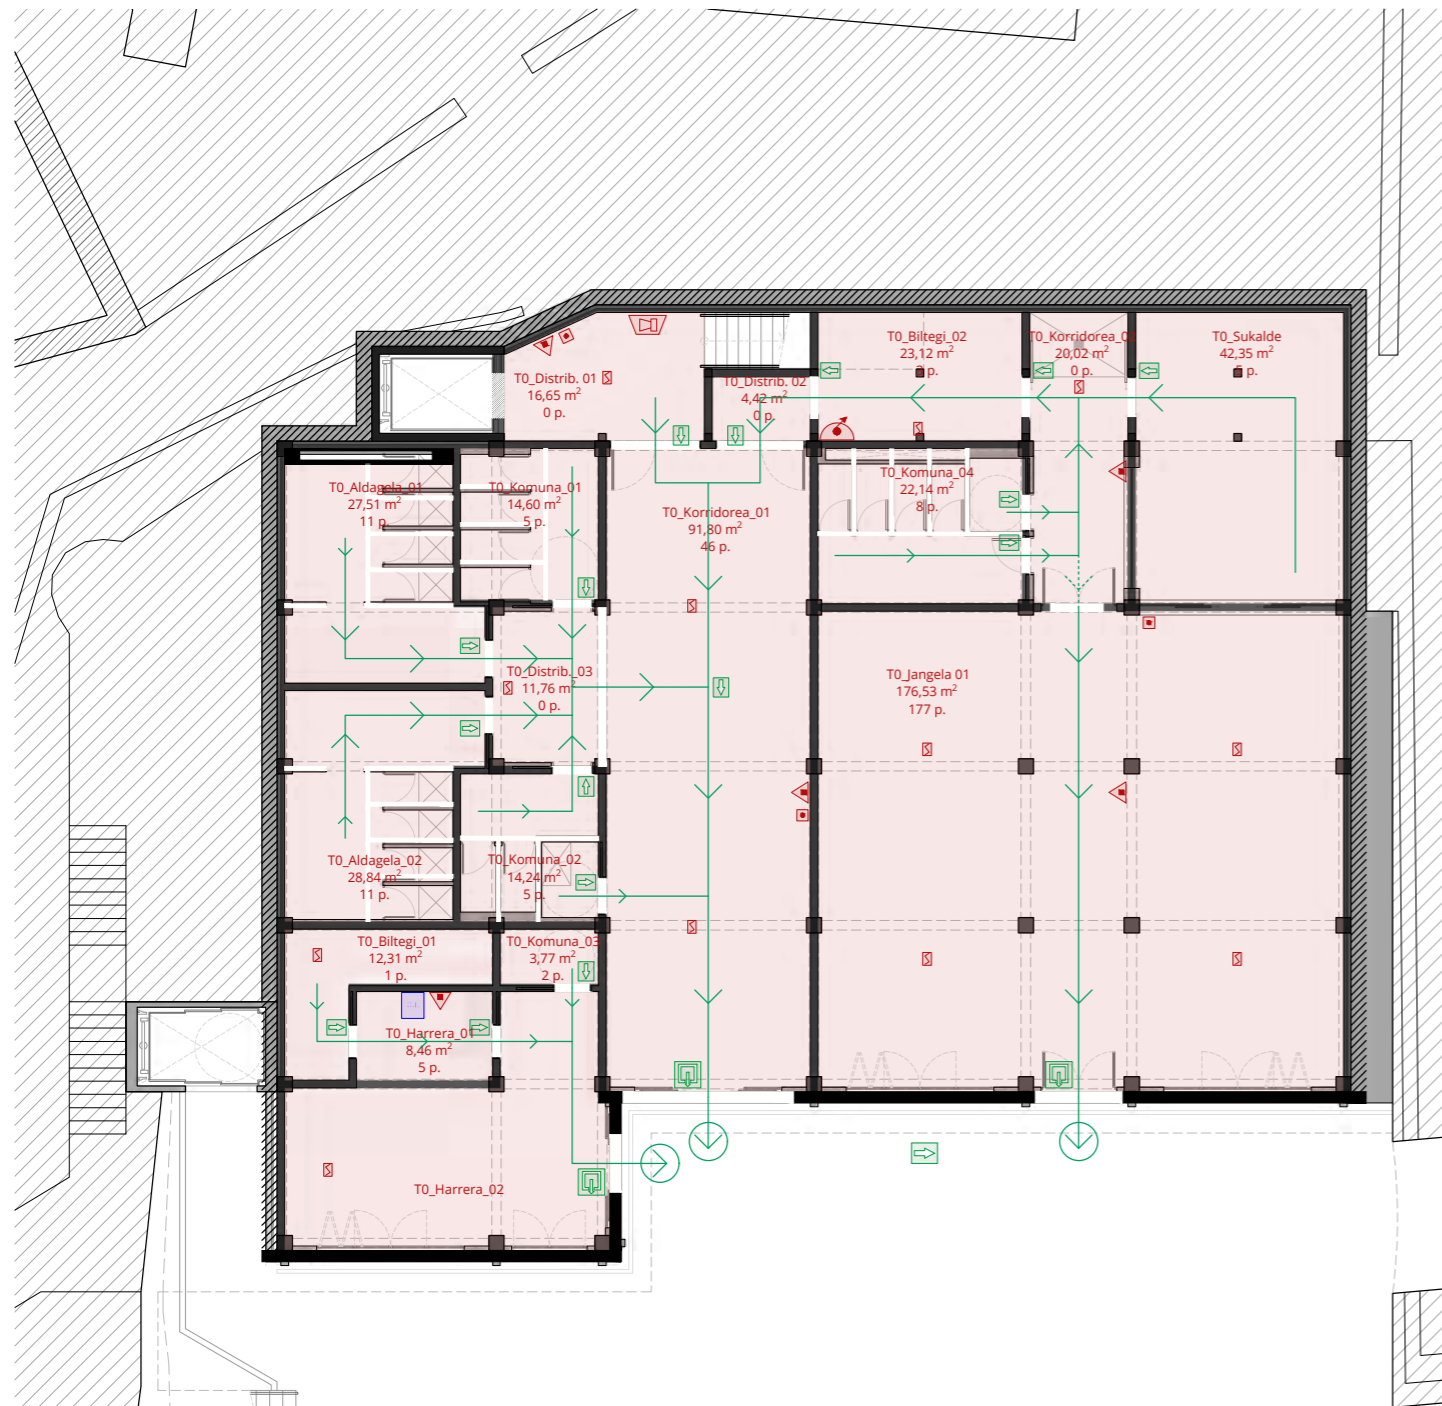 T0_Biltegi_02
23,12 m²
2 p.
T0_Korridorea_02
20,02 m²
0 p.
T0_Sukalde
42,35 m²
5 p.
T0_Distrib. 01
16,65 m²
0 p.
T0_Distrib. 02
4,42 m²
0 p.
T0_Aldagela_01
27,51 m²
11 p.
T0_Komuna_01
14,60 m²
5 p.
T0_Korridorea_01
91,80 m²
46 p.
T0_Komuna_04
22,14 m²
8 p.
T0_Distrib._03
11,76 m²
0 p.
T0_Jangela 01
176,53 m²
177 p.
T0_Aldagela_02
28,84 m²
11 p.
T0_Komuna_02
14,24 m²
5 p.
T0_Biltegi_01
12,31 m²
1 p.
T0_Komuna_03
3,77 m²
2 p.
T0_Harrera_01
8,46 m²
5 p.
T0_Harrera_02